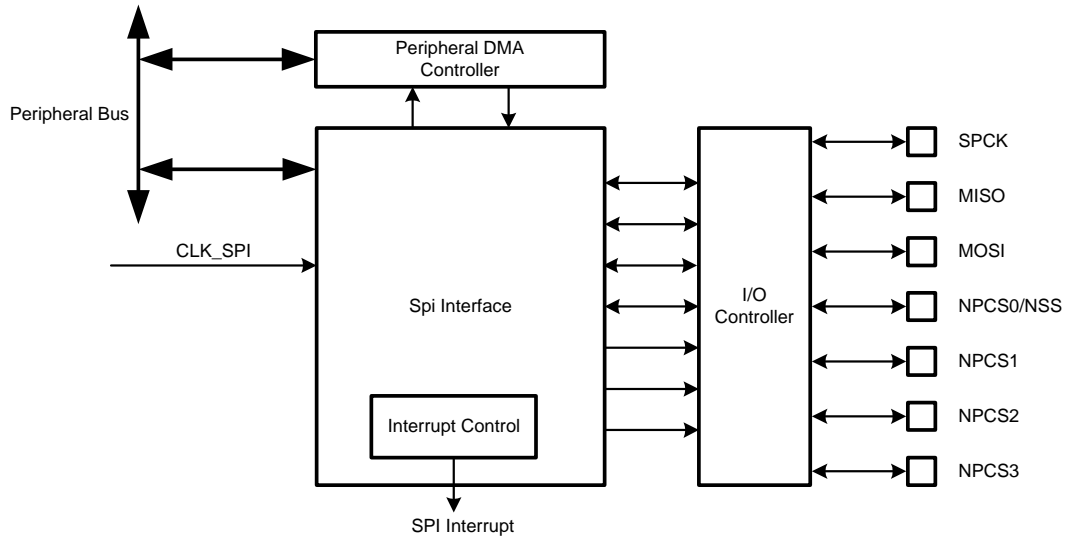 Peripheral DMA
Controller
Peripheral Bus
SPCK
MISO
MOSI
CLK_SPI
Spi Interface
I/O
Controller
NPCS0/NSS
NPCS1
Interrupt Control
NPCS2
NPCS3
SPI Interrupt